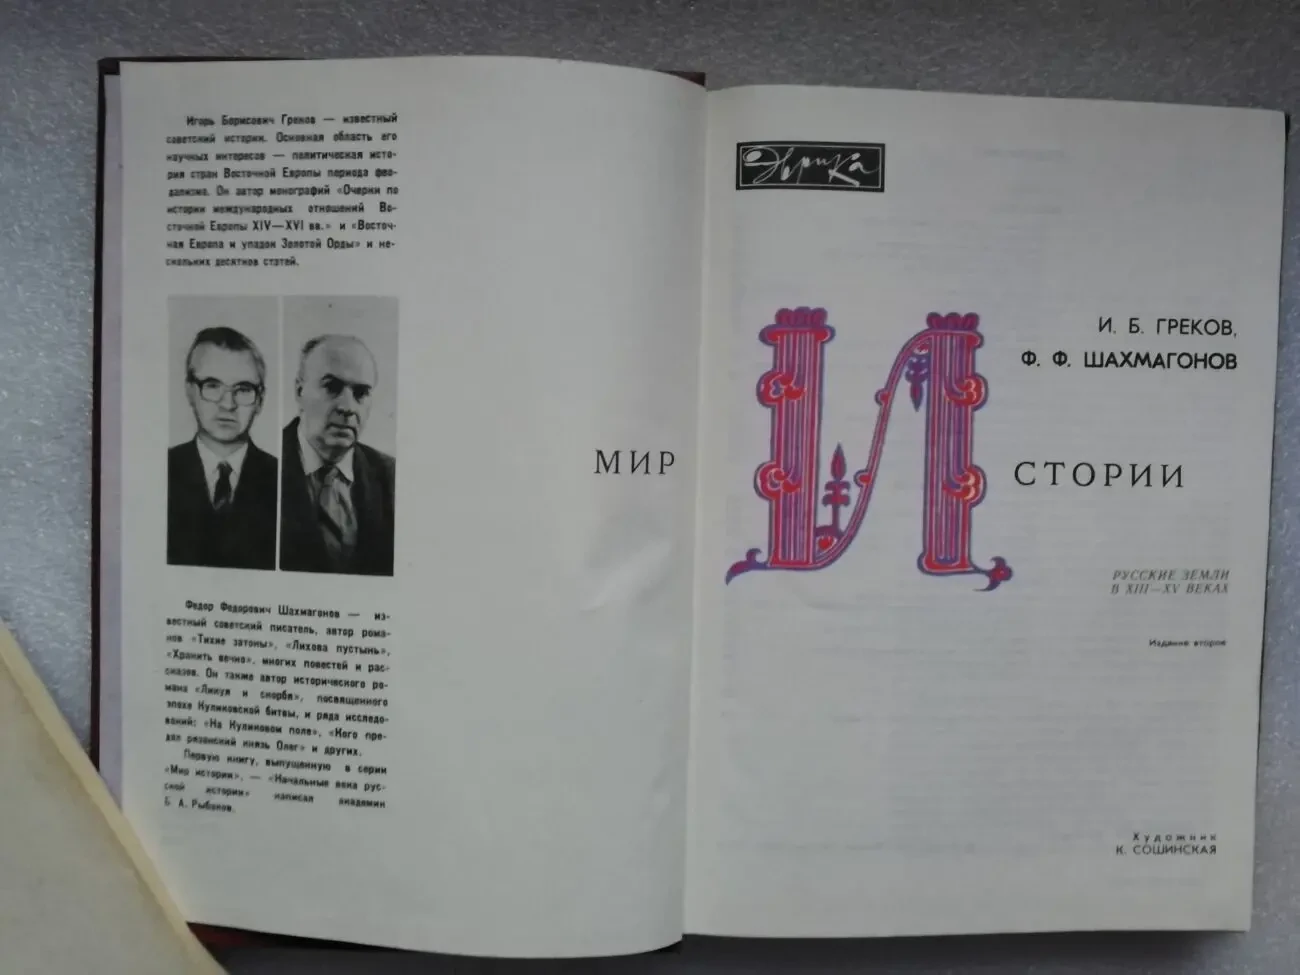 Игорь Борисович Греков — известный
советский истории. Основная область его
научных интересов — политическая исто-
рия стран Восточной Европы периода фео-
дализма. Он автор монографий «Очерки по
истории международных отношений Во-
сточной Европы XIV—XVI вв.» и «Восточ-
ная Европа и упадок Золотой Орды» и не-
скольких десятков статей.
Федор Федорович Шахмагонов — из-
вестный советский писатель, автор рома-
нов «Тихие затоны», «Лихова пустынь»,
«Хранить вечно», многих повестей и рас-
сказов. Он также автор исторического ро-
мана «Ликуя и скорбя», посвященного
эпохе Куликовской битвы, и ряда исследо-
ваний: «На Куликовом поле», «Кого пре-
дал рязанский князь Олег» и других.
Первую книгу, выпущенную в серии
«Мир истории», — «Начальные века рус-
ской истории» написал академик
Б. А. Рыбаков.
Эврика
И. Б. ГРЕКОВ,
Ф. Ф. ШАХМАГОНОВ
МИР ИСТОРИИ
РУССКИЕ ЗЕМЛИ
В XIII—XV ВЕКАХ
Издание второе
Художник
К. СОШИНСКАЯ